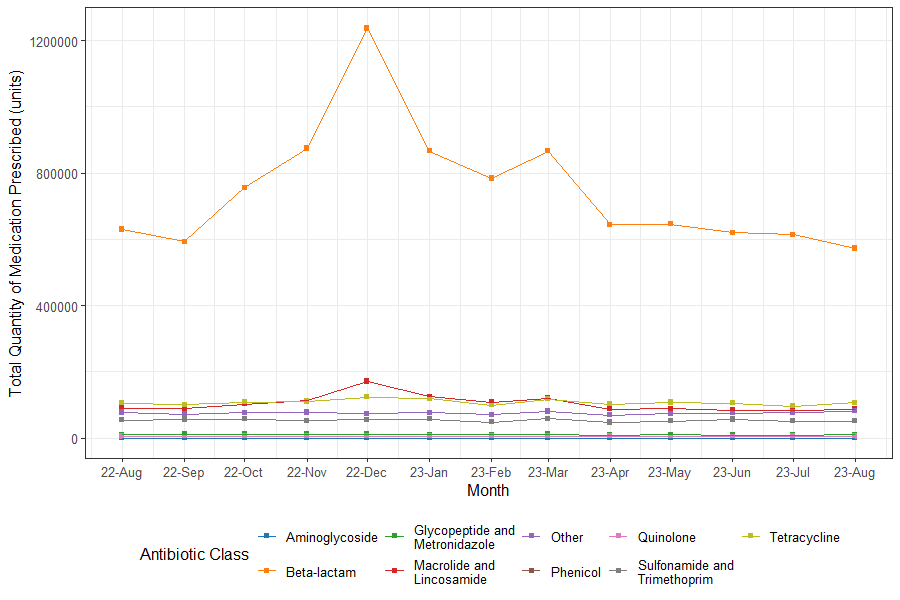 Total Quantity of Medication Prescribed (units)
1200000
800000
400000
0
22-Aug 22-Sep 22-Oct 22-Nov 22-Dec 23-Jan 23-Feb 23-Mar 23-Apr 23-May 23-Jun 23-Jul 23-Aug
Month
Antibiotic Class
Aminoglycoside
Beta-lactam
Glycopeptide and
Metronidazole
Macrolide and
Lincosamide
Other
Phenicol
Quinolone
Sulfonamide and
Trimethoprim
Tetracycline